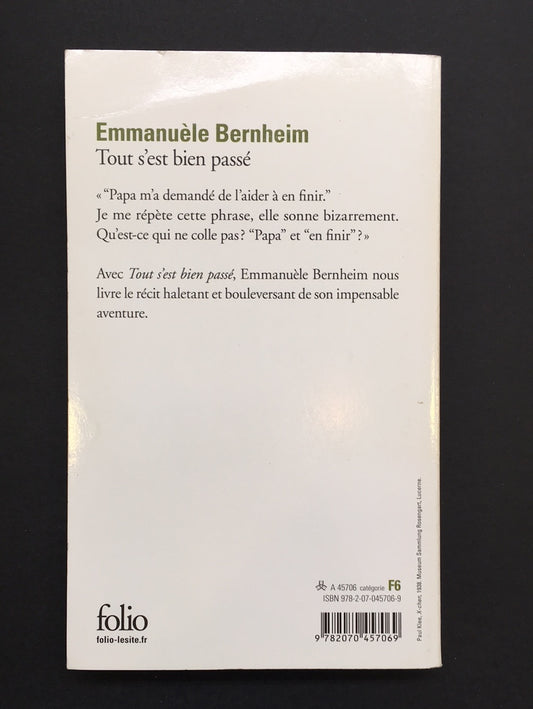 Emmanuèle Bernheim
Tout s'est bien passé
« “Papa m'a demandé de l'aider à en finir.”
Je me répète cette phrase, elle sonne bizarrement.
Qu'est-ce qui ne colle pas ? “Papa” et “en finir” ? »
Avec Tout s'est bien passé, Emmanuèle Bernheim nous
livre le récit haletant et bouleversant de son impensable
aventure.
A 45706 catégorie F6
ISBN 978-2-07-045706-9
9 782070 457069
folio
folio-lesite.fr
Paul Klee, X-chen, 1938. Museum Sammlung Rosengart, Lucerne.